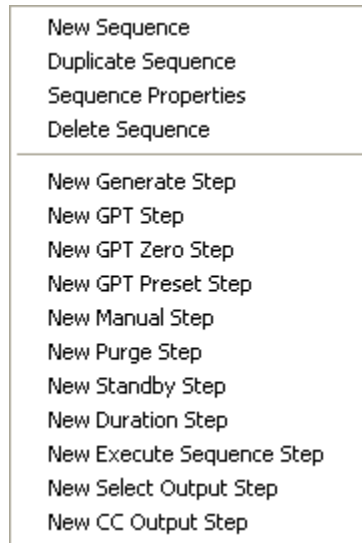 New Sequence
Duplicate Sequence
Sequence Properties
Delete Sequence
New Generate Step
New GPT Step
New GPT Zero Step
New GPT Preset Step
New Manual Step
New Purge Step
New Standby Step
New Duration Step
New Execute Sequence Step
New Select Output Step
New CC Output Step